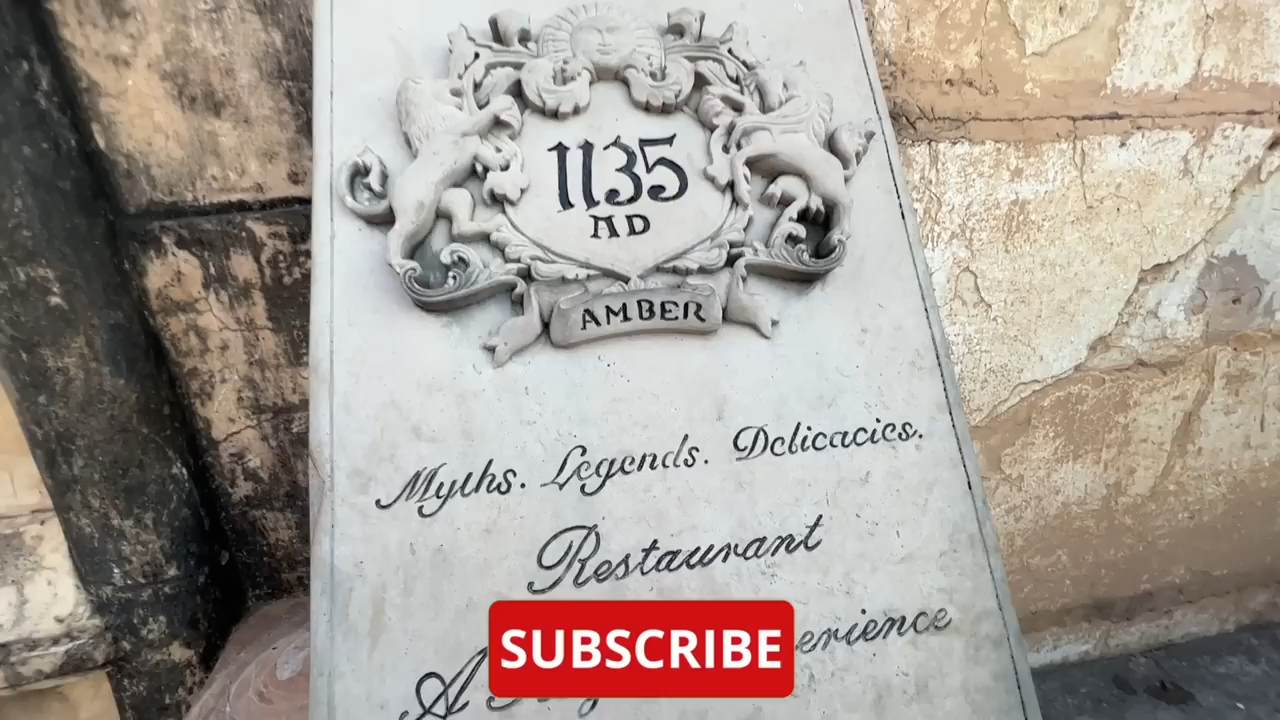 1135
AD
AMBER
Myths. Legends. Delicacies.
Restaurant
A
SUBSCRIBE